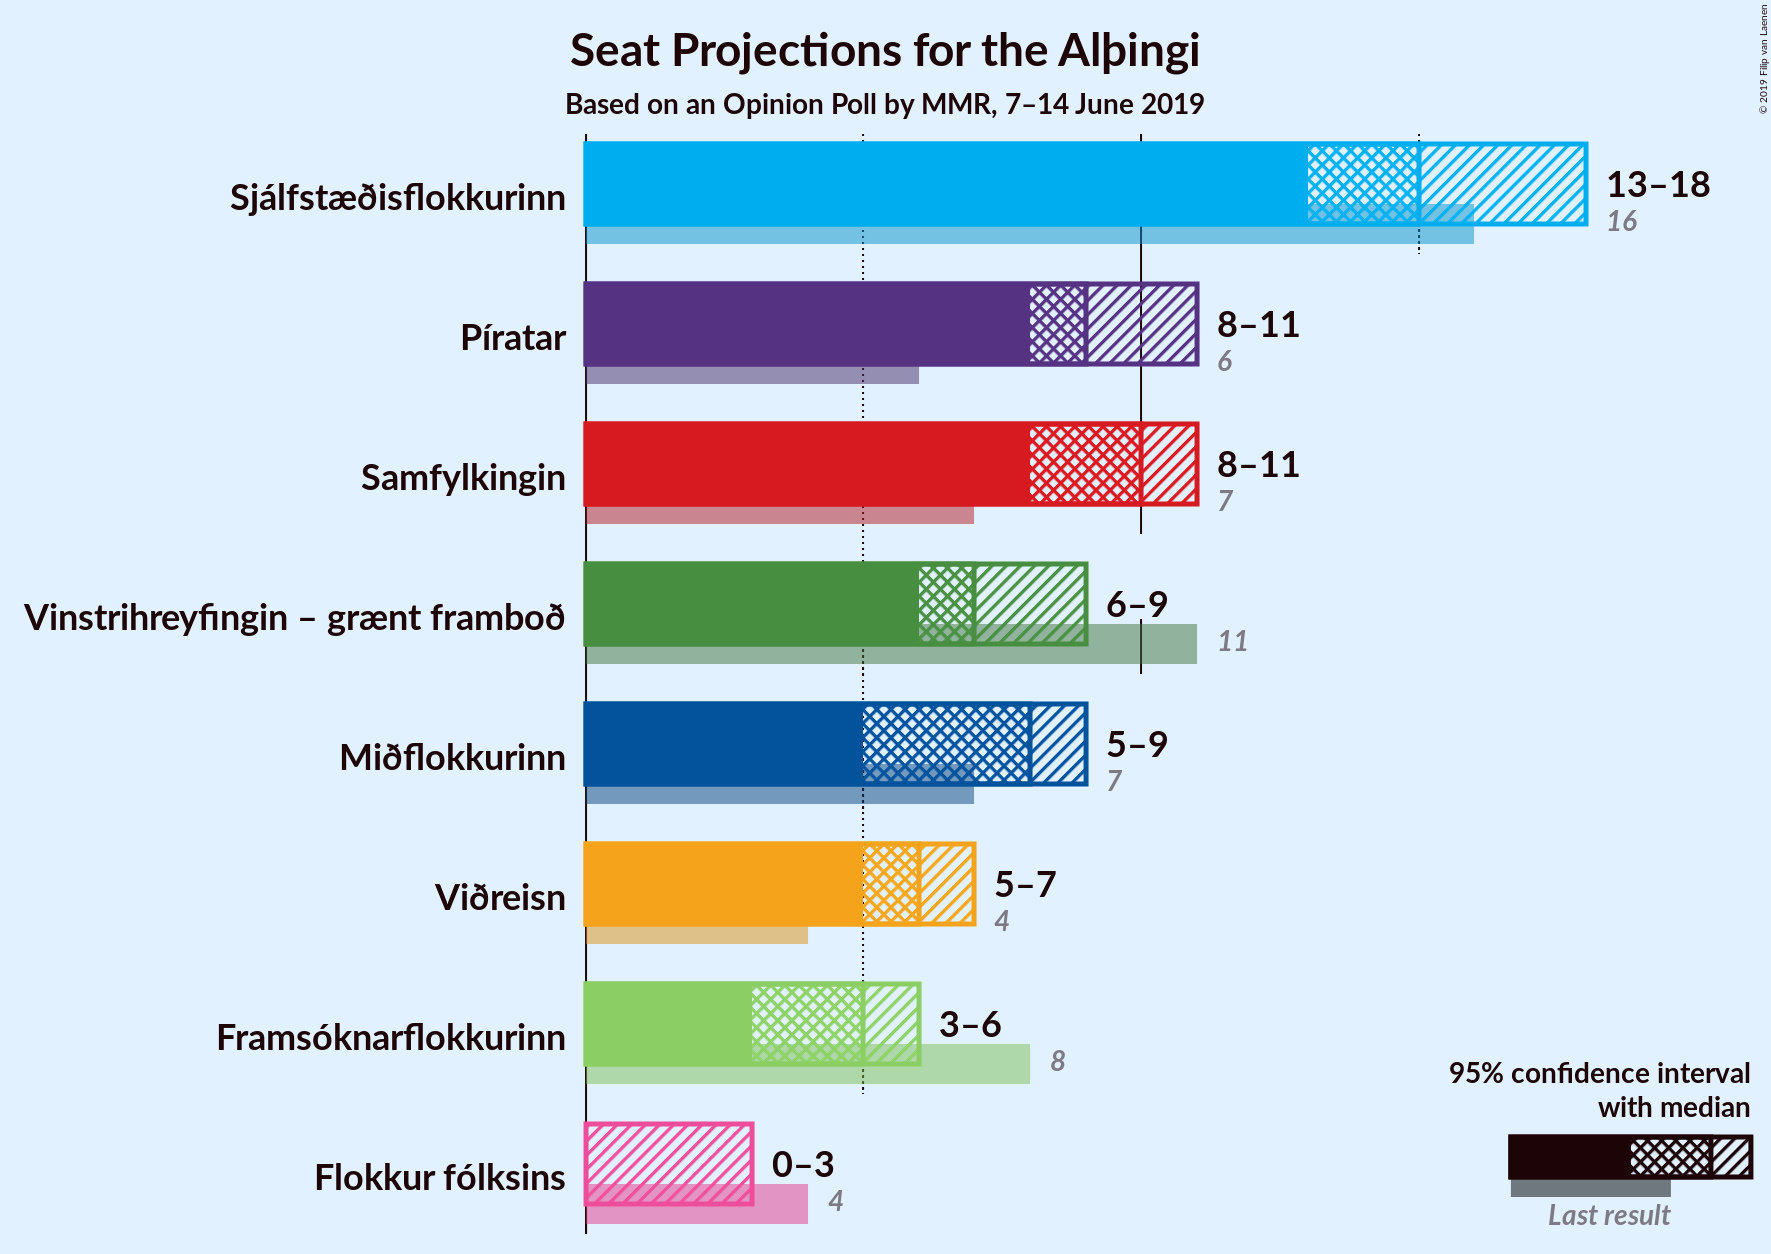 Seat Projections for the Alþingi
Based on an Opinion Poll by MMR, 7–14 June 2019
© 2019 Filip van Laenen
Sjálfstæðisflokkurinn
13–18
16
Píratar
8–11
6
Samfylkingin
8–11
7
Vinstrihreyfingin – grænt framboð
6–9
11
Miðflokkurinn
5–9
7
Viðreisn
5–7
4
Framsóknarflokkurinn
3–6
8
Flokkur fólksins
0–3
4
95% confidence interval
with median
Last result